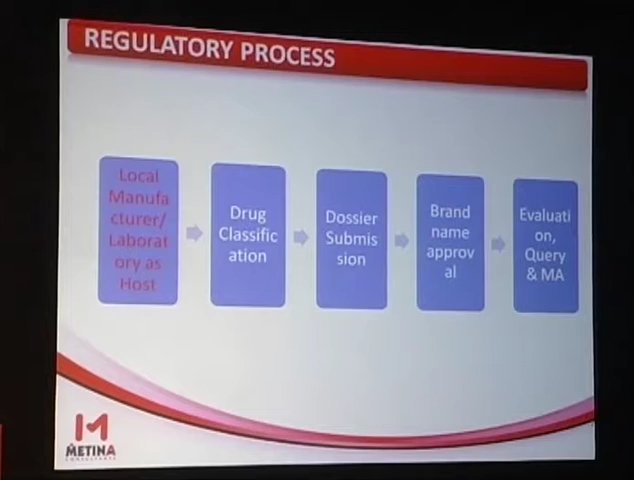 REGULATORY PROCESS
Local
Manufa
cturer/
Laborat
ory as
Host
Drug
Classific
ation
Dossier
Submis
sion
Brand
name
approv
al
Evaluati
on,
Query
& MA
METINA
CONSULTANTS